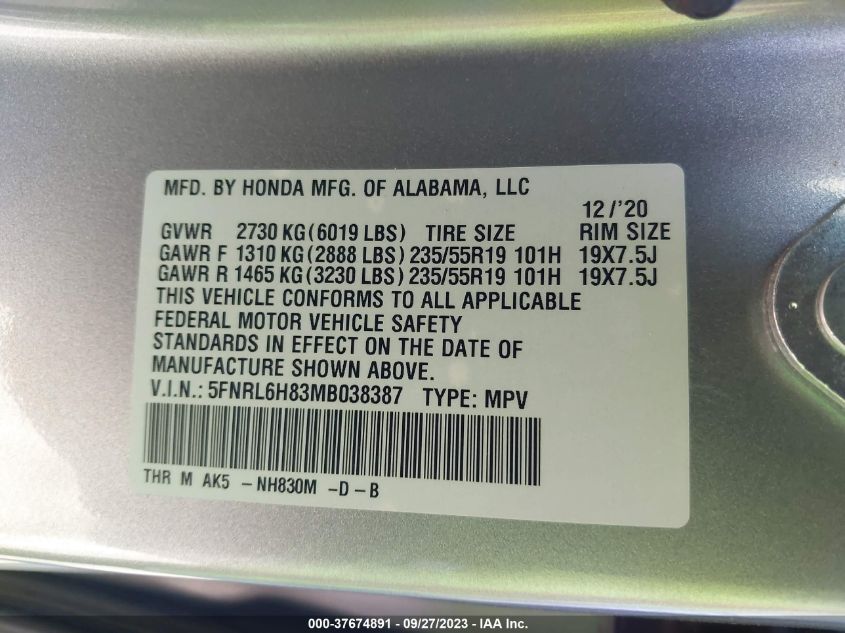 MFD. BY HONDA MFG. OF ALABAMA, LLC
12/'20
GVWR 2730 KG(6019 LBS) TIRE SIZE RIM SIZE
GAWR F 1310 KG(2888 LBS) 235/55R19 101H 19X7.5J
GAWR R 1465 KG(3230 LBS) 235/55R19 101H 19X7.5J
THIS VEHICLE CONFORMS TO ALL APPLICABLE
FEDERAL MOTOR VEHICLE SAFETY
STANDARDS IN EFFECT ON THE DATE OF
MANUFACTURE SHOWN ABOVE.
V.I.N.: 5FNRL6H83MB038387 TYPE: MPV
THR M AK5 -NH830M -D-B
000-37674891 - 09/27/2023 - IAA Inc.